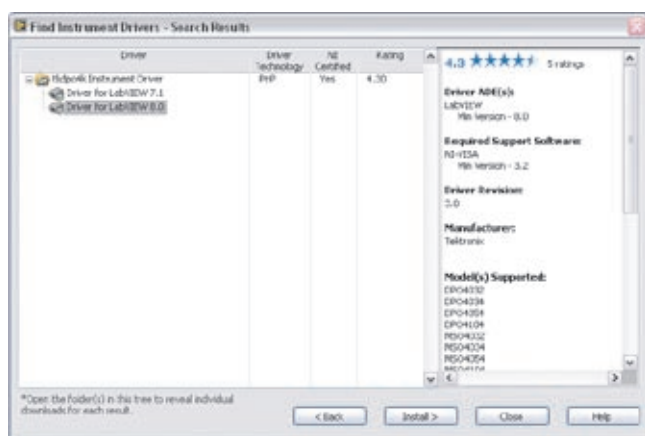 Find Instrument Drivers - Search Results
Driver
Driver Technology
NI Certified
Rating
tkdpo4k Instrument Driver
PnP
Yes
4.30
Driver for LabVIEW 7.1
Driver for LabVIEW 8.0
4.3
5 ratings
Driver ADE(s):
LabVIEW
Min Version - 8.0
Required Support Software:
NI-VISA
Min Version - 3.2
Driver Revision:
Manufacturer:
Tektronix
Model(s) Supported:
DPO4032
DPO4034
DPO4054
DPO4104
MSO4032
MSO4034
MSO4054
MSO4104
*Open the folder(s) in this tree to reveal individual
downloads for each result.
< Back
Install >
Close
Help